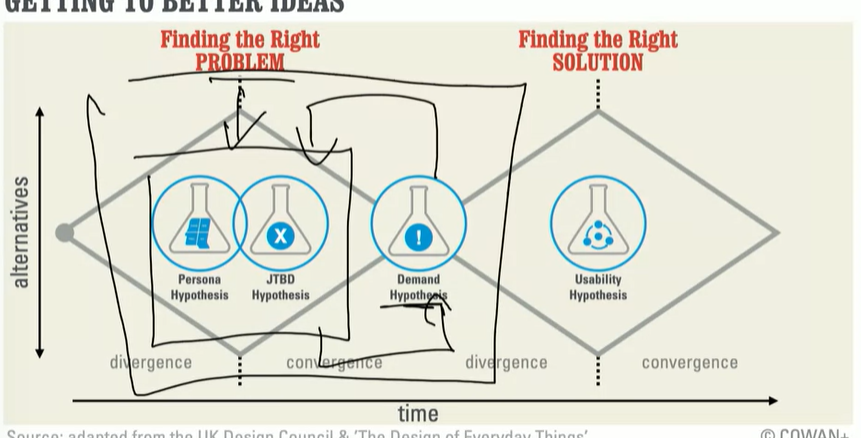 GETTING TO BETTER IDEAS
Finding the Right
PROBLEM
Finding the Right
SOLUTION
alternatives
X
!
Persona
Hypothesis
JTBD
Hypothesis
Demand
Hypothesis
Usability
Hypothesis
divergence
convergence
divergence
convergence
time
Source: adapted from the UK Design Council & 'The Design of Everyday Things'
© COWAN+